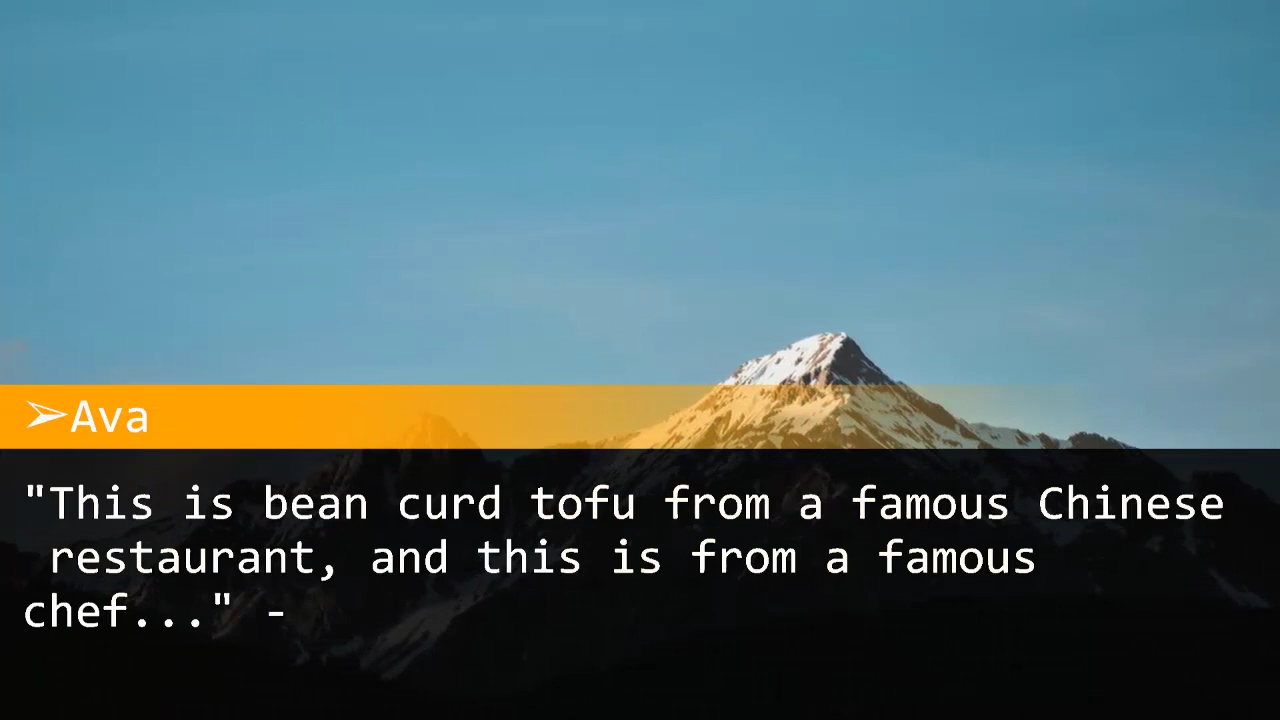 ➢Ava
"This is bean curd tofu from a famous Chinese
restaurant, and this is from a famous
chef..." -